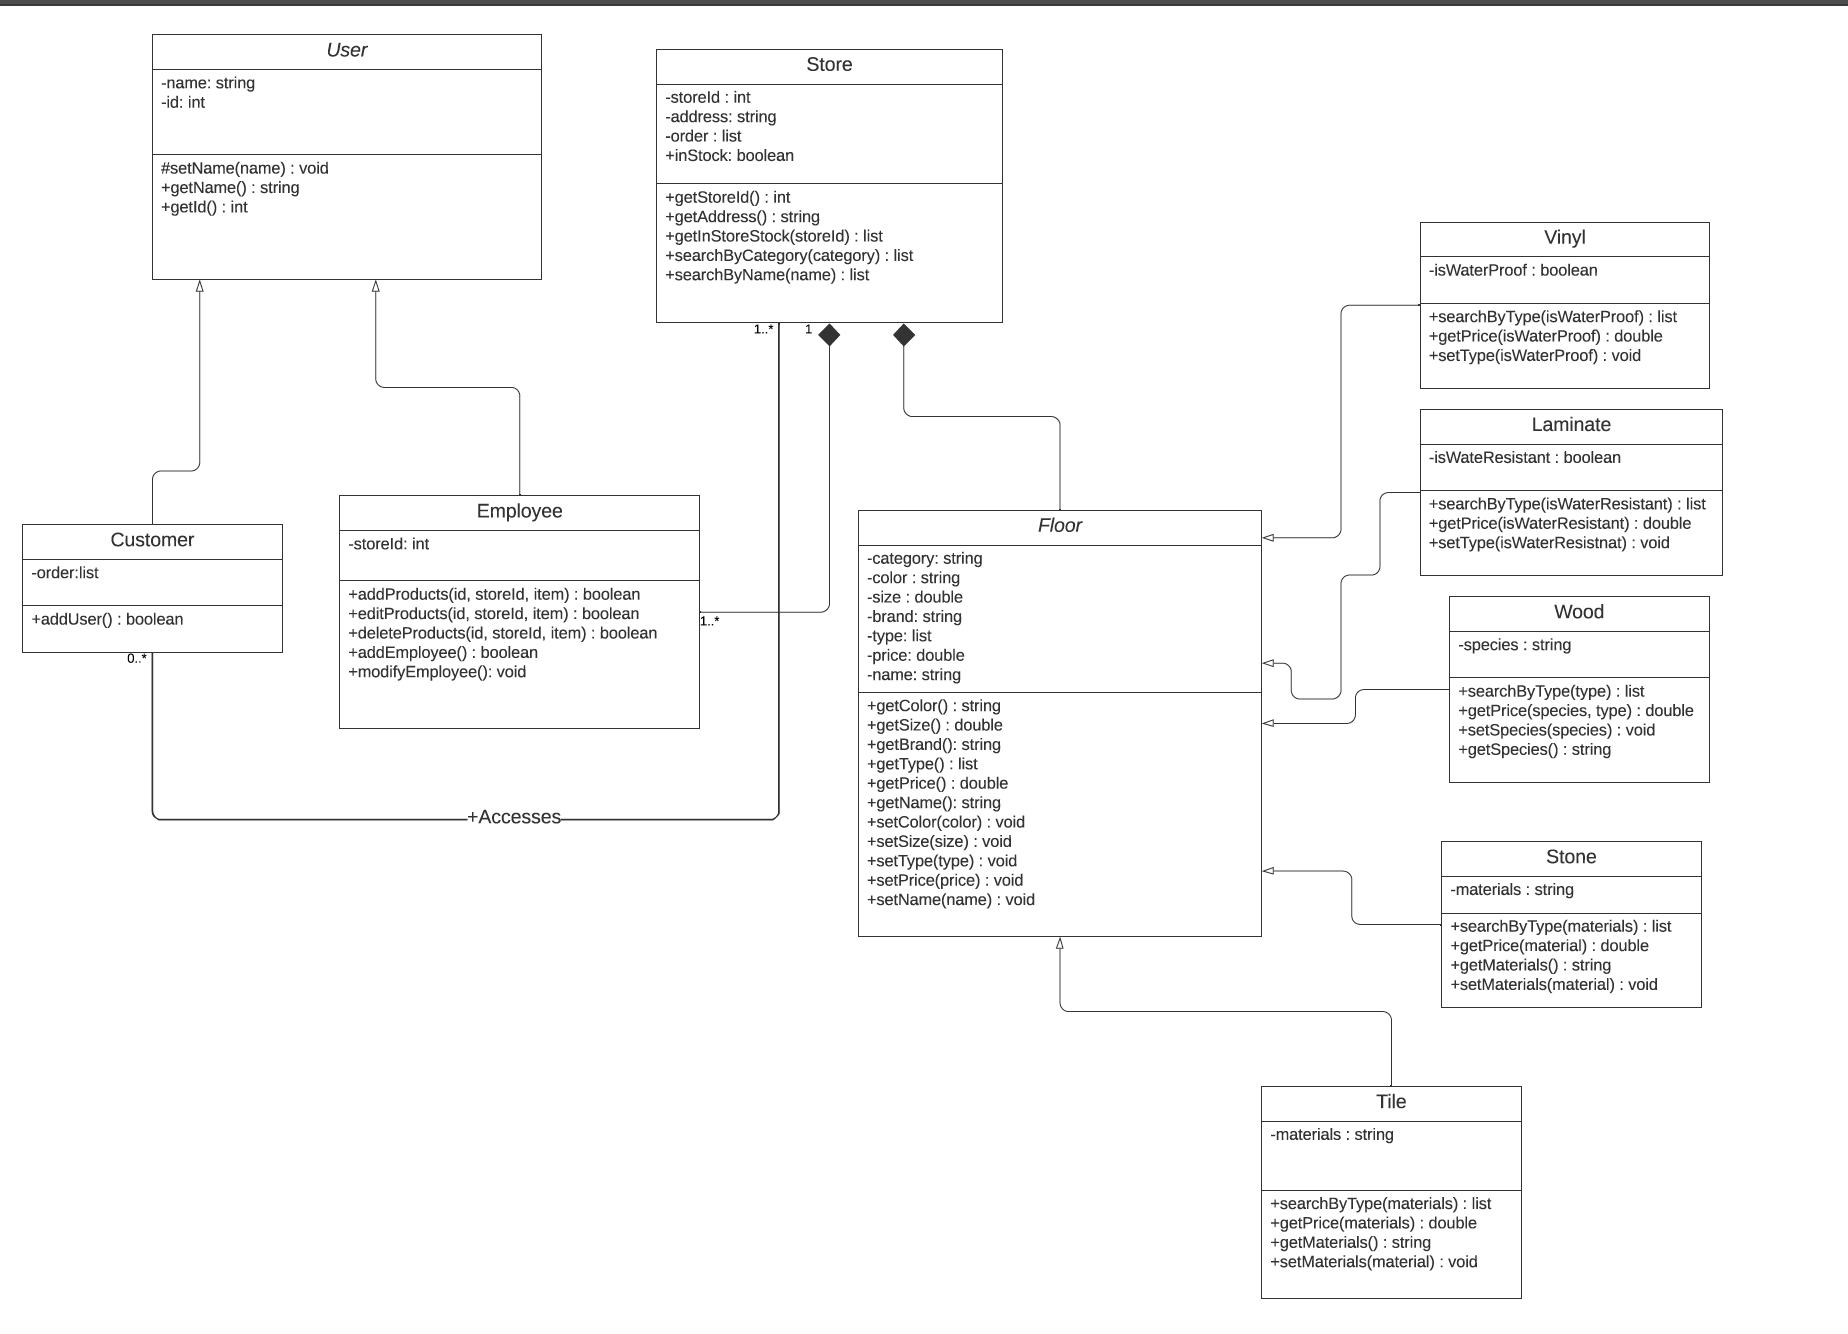 User
-name: string
-id: int
#setName(name) : void
+getName() : string
+getId() : int
Store
-storeId : int
-address: string
-order : list
+inStock: boolean
+getStoreId() : int
+getAddress() : string
+getInStoreStock(storeId) : list
+searchByCategory(category) : list
+searchByName(name) : list
1..*
1
Customer
-order:list
+addUser() : boolean
0..*
Employee
-storeId: int
+addProducts(id, storeId, item) : boolean
+editProducts(id, storeId, item) : boolean
+deleteProducts(id, storeId, item) : boolean
+addEmployee() : boolean
+modifyEmployee(): void
1..*
+Accesses
Floor
-category: string
-color : string
-size : double
-brand: string
-type: list
-price: double
-name: string
+getColor() : string
+getSize() : double
+getBrand(): string
+getType() : list
+getPrice() : double
+getName(): string
+setColor(color) : void
+setSize(size) : void
+setType(type) : void
+setPrice(price) : void
+setName(name) : void
Vinyl
-isWaterProof : boolean
+searchByType(isWaterProof) : list
+getPrice(isWaterProof) : double
+setType(isWaterProof) : void
Laminate
-isWateResistant : boolean
+searchByType(isWaterResistant) : list
+getPrice(isWaterResistant) : double
+setType(isWaterResistnat) : void
Wood
-species : string
+searchByType(type) : list
+getPrice(species, type) : double
+setSpecies(species) : void
+getSpecies() : string
Stone
-materials : string
+searchByType(materials) : list
+getPrice(material) : double
+getMaterials() : string
+setMaterials(material) : void
Tile
-materials : string
+searchByType(materials) : list
+getPrice(materials) : double
+getMaterials() : string
+setMaterials(material) : void